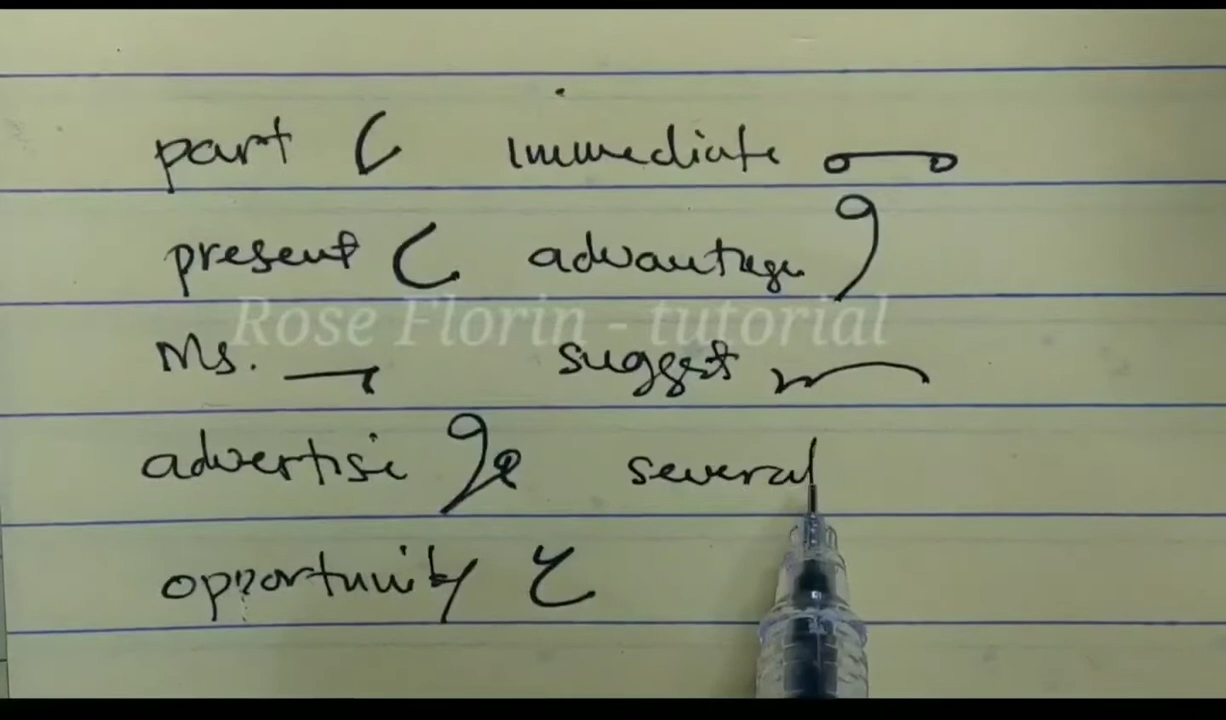 part immediate
present advantage
Rose Florin - tutorial
Ms. suggest
advertise several
opportunity